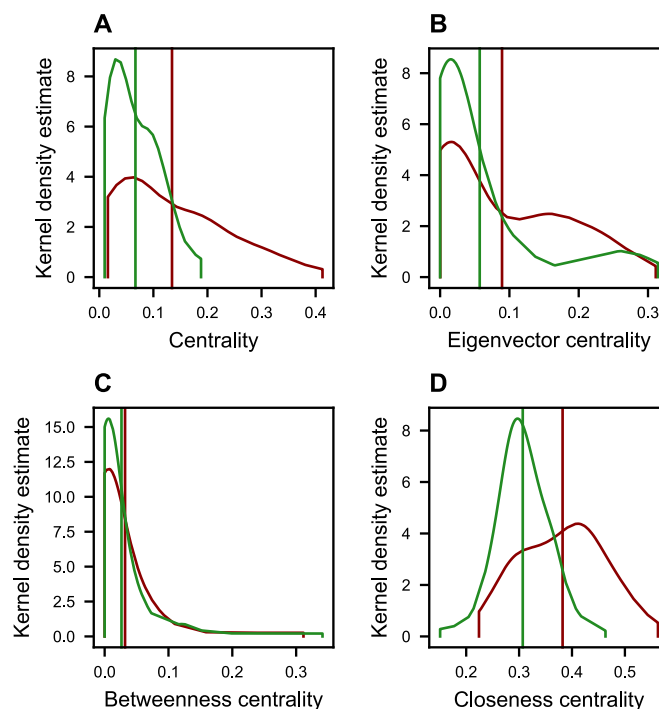 A
Kernel density estimate
8
6
4
2
0
0.0 0.1 0.2 0.3 0.4
Centrality
B
Kernel density estimate
8
6
4
2
0
0.0 0.1 0.2 0.3
Eigenvector centrality
C
Kernel density estimate
15.0
12.5
10.0
7.5
5.0
2.5
0.0
0.0 0.1 0.2 0.3
Betweenness centrality
D
Kernel density estimate
8
6
4
2
0
0.2 0.3 0.4 0.5
Closeness centrality